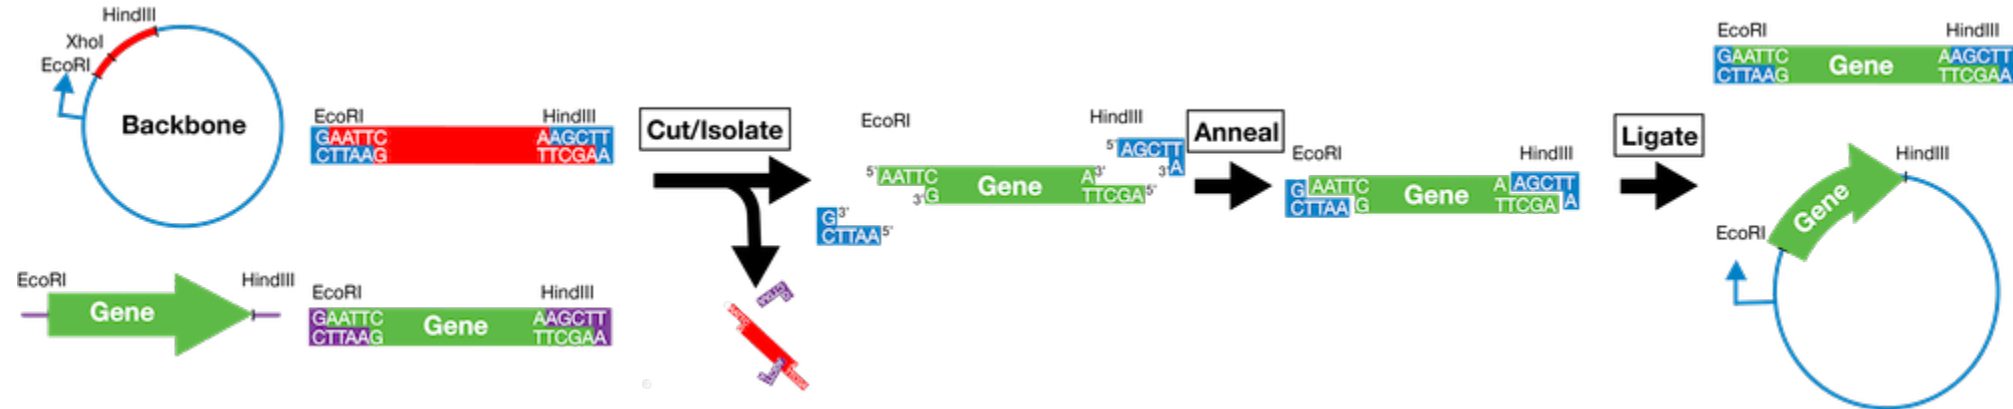 HindIII
XhoI
EcoRI
Backbone
EcoRI HindIII
GAATTC AAGCTT
CTTAAG TTCGAA
EcoRI HindIII
Gene
EcoRI HindIII
GAATTC AAGCTT
Gene
CTTAAG TTCGAA
Cut/Isolate
EcoRI
HindIII
5' AGCTT
3' A
5' AATTC A 3'
Gene
3' G TTCGA 5'
G 3'
CTTAA 5'
Anneal
EcoRI HindIII
G AATTC A AGCTT
Gene
CTTAA G TTCGA A
Ligate
EcoRI HindIII
GAATTC AAGCTT
Gene
CTTAAG TTCGAA
HindIII
Gene
EcoRI